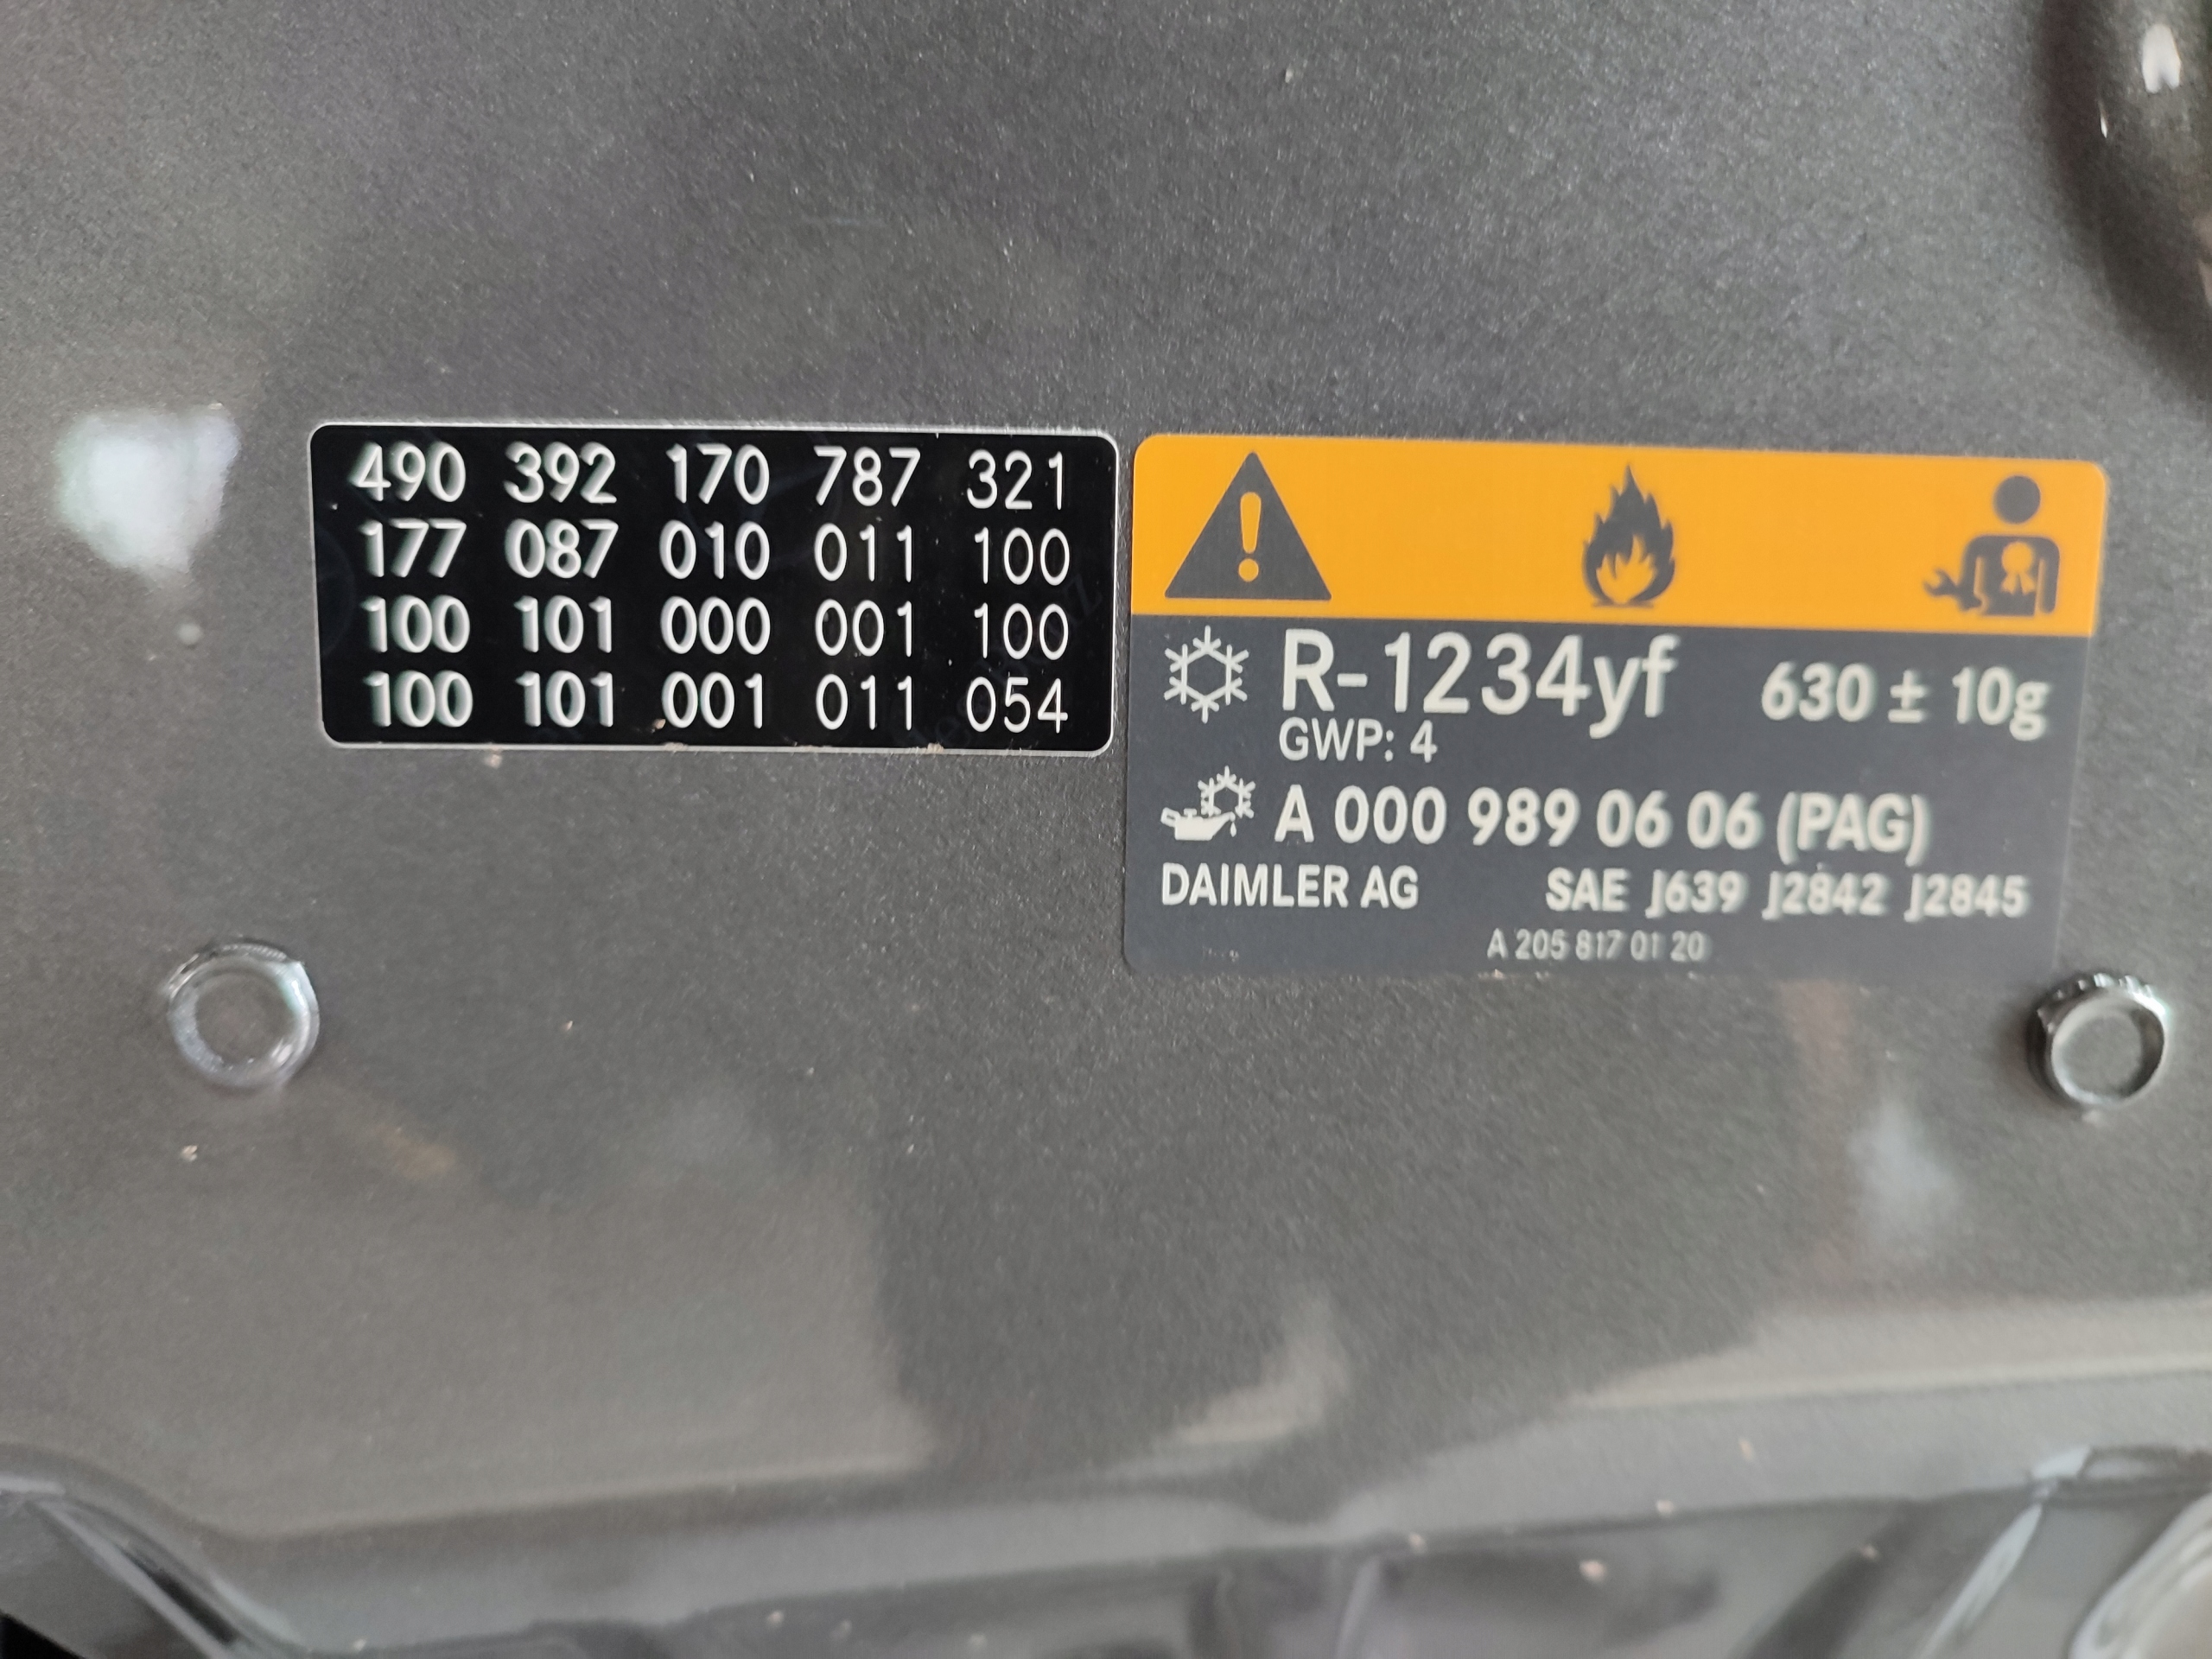 490 392 170 787 321
177 087 010 011 100
100 101 000 001 100
100 101 001 011 054
R-1234yf 630 ± 10g
GWP: 4
A 000 989 06 06 (PAG)
DAIMLER AG SAE J639 J2842 J2845
A 205 817 01 20